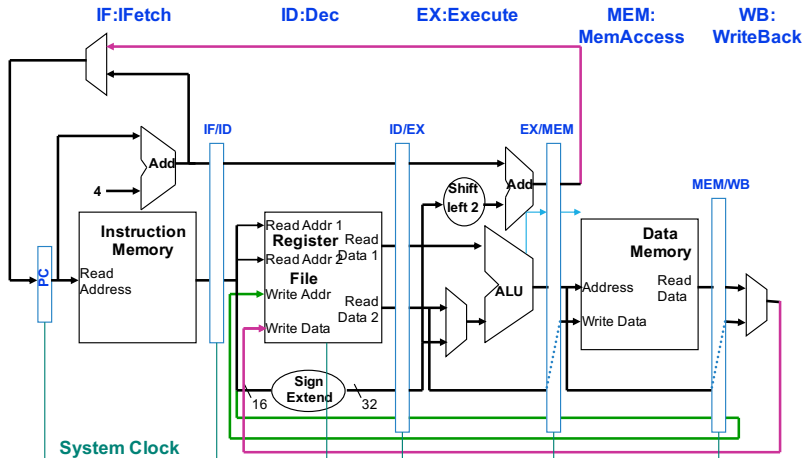 IF:IFetch
ID:Dec
EX:Execute
MEM:
MemAccess
WB:
WriteBack
IF/ID
ID/EX
EX/MEM
MEM/WB
Add
4
Shift
left 2
Add
Instruction
Memory
Read
Address
PC
Read Addr 1
Register
Read Addr 2
File
Write Addr
Write Data
Read
Data 1
Read
Data 2
ALU
Data
Memory
Address
Read
Data
Write Data
Sign
Extend
16
32
System Clock